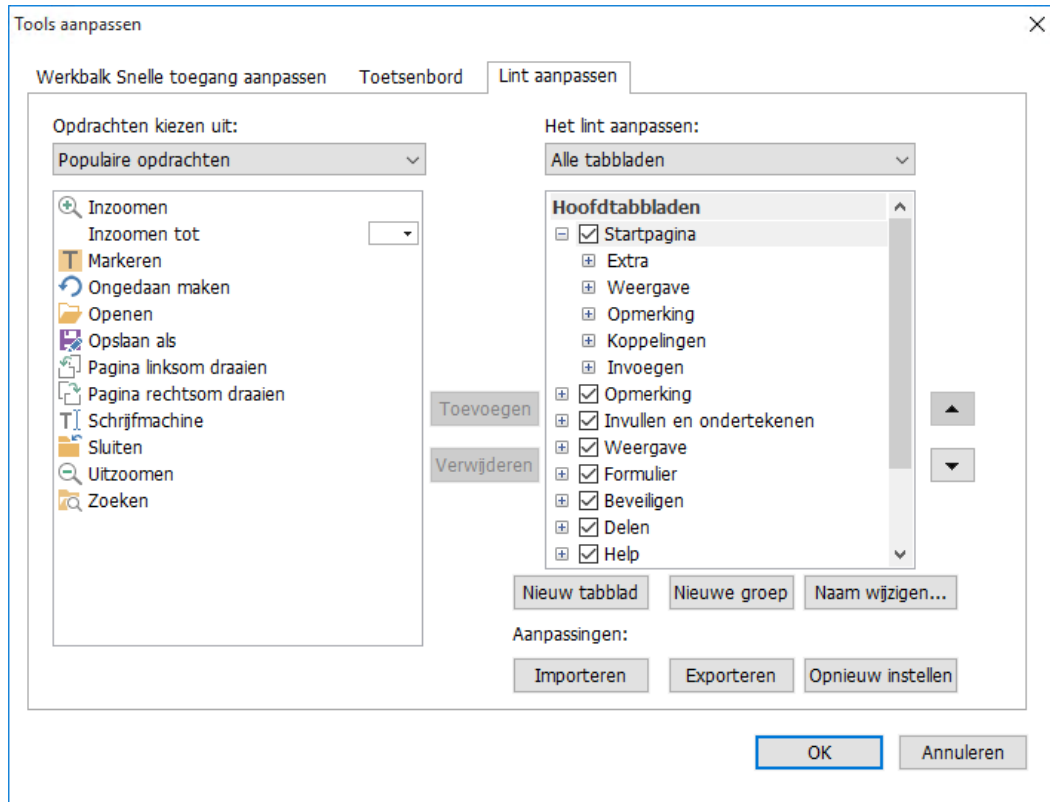 Tools aanpassen
Werkbalk Snelle toegang aanpassen
Toetsenbord
Lint aanpassen
Opdrachten kiezen uit:
Populaire opdrachten
Inzoomen
Inzoomen tot
Markeren
Ongedaan maken
Openen
Opslaan als
Pagina linksom draaien
Pagina rechtsom draaien
Schrijfmachine
Sluiten
Uitzoomen
Zoeken
Toevoegen
Verwijderen
Het lint aanpassen:
Alle tabbladen
Hoofdtabbladen
Startpagina
Extra
Weergave
Opmerking
Koppelingen
Invoegen
Opmerking
Invullen en ondertekenen
Weergave
Formulier
Beveiligen
Delen
Help
Nieuw tabblad
Nieuwe groep
Naam wijzigen...
Aanpassingen:
Importeren
Exporteren
Opnieuw instellen
OK
Annuleren